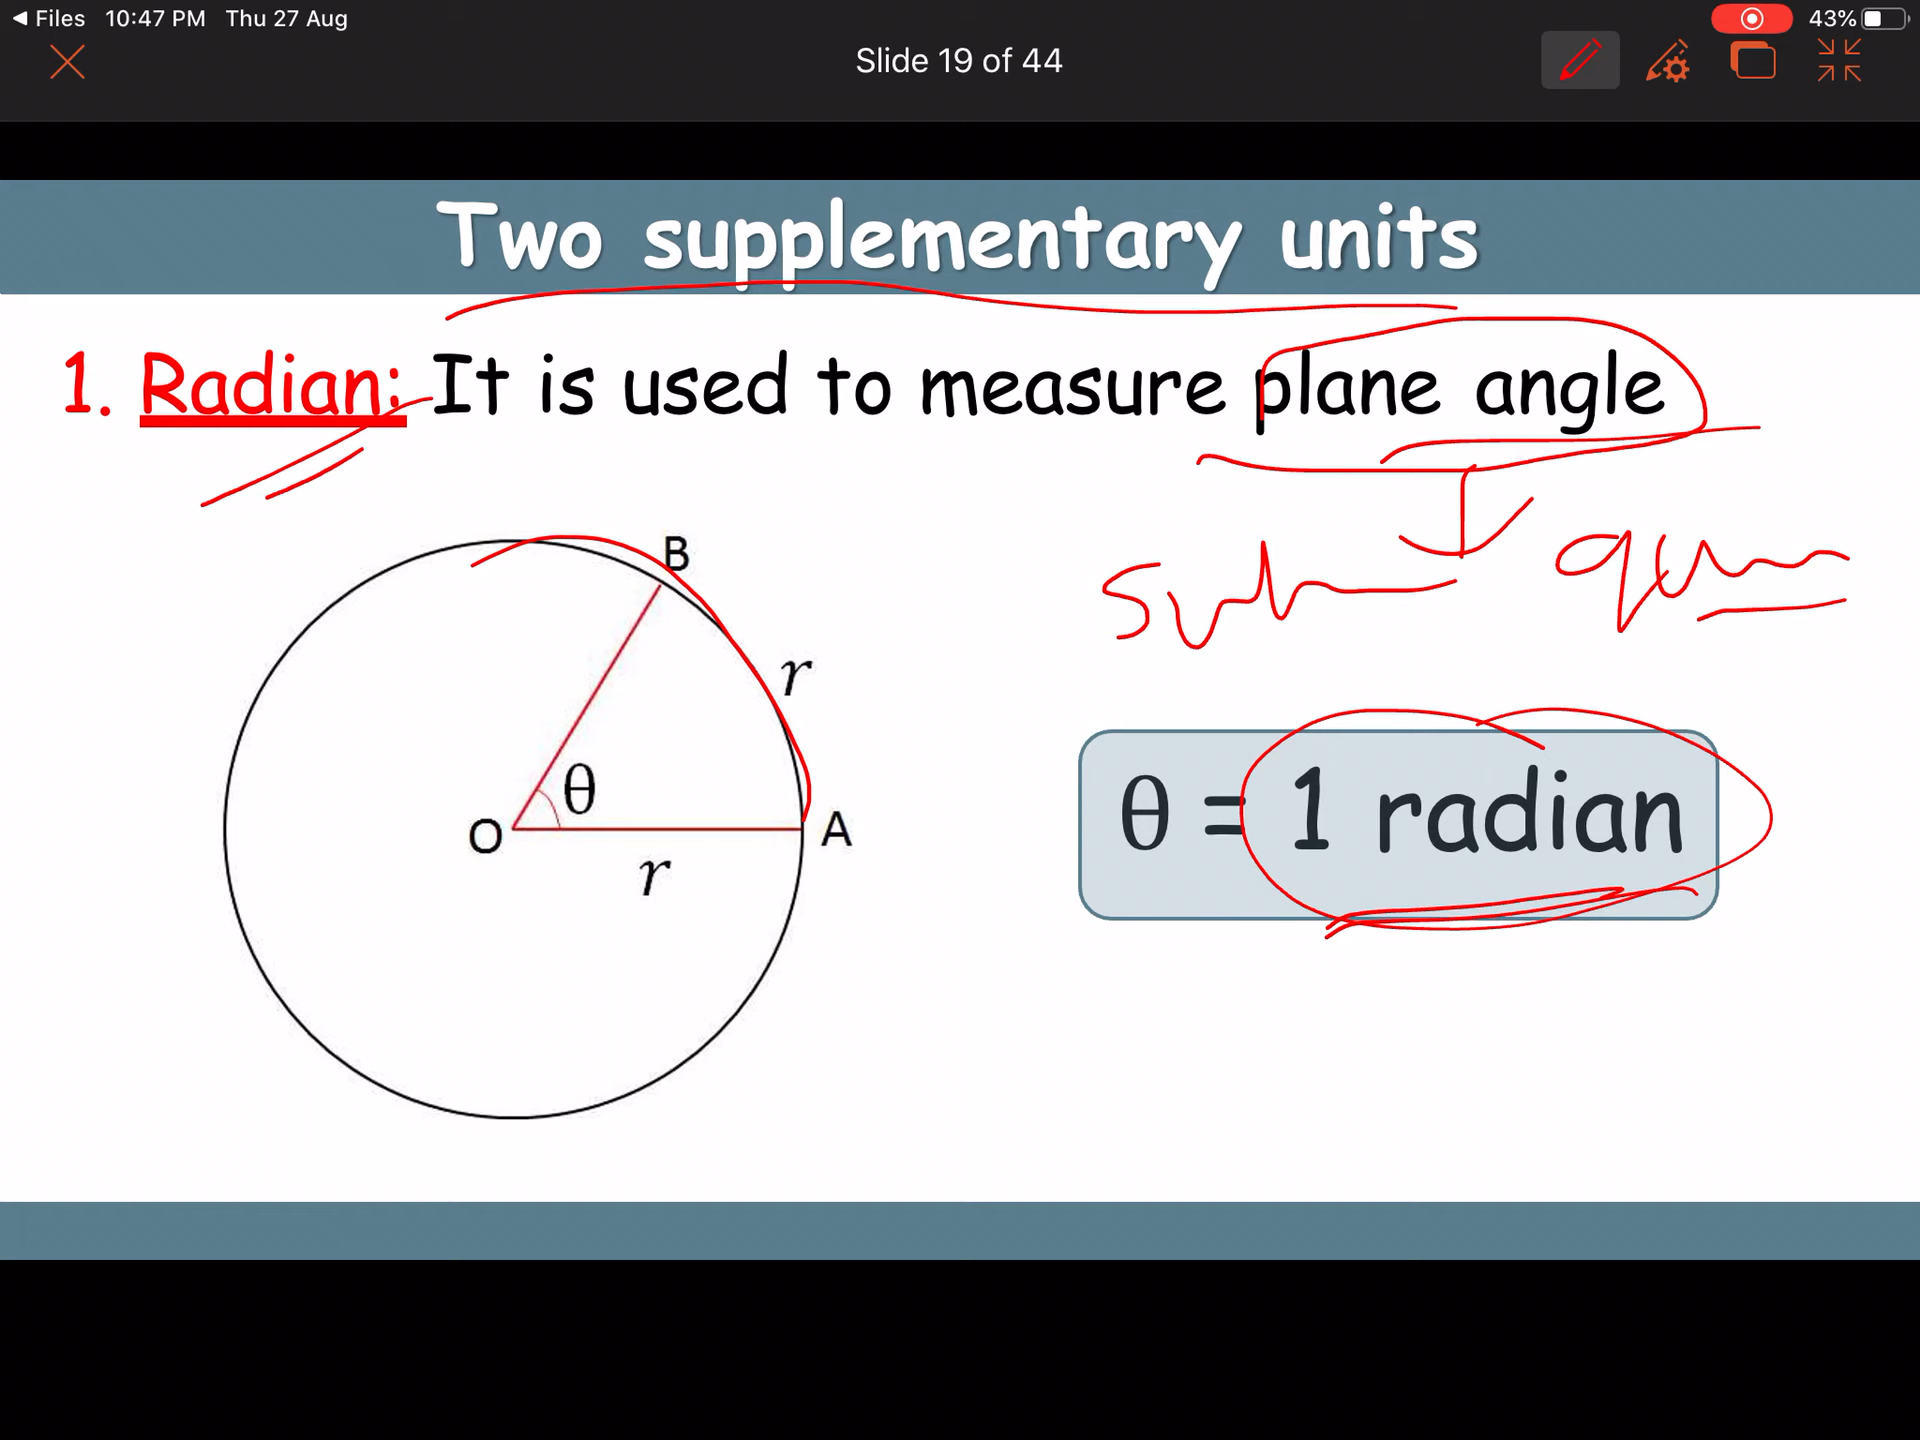 Files 10:47 PM Thu 27 Aug
43%
Slide 19 of 44
Two supplementary units
1. Radian: It is used to measure plane angle
B
r
θ
O
A
r
θ = 1 radian